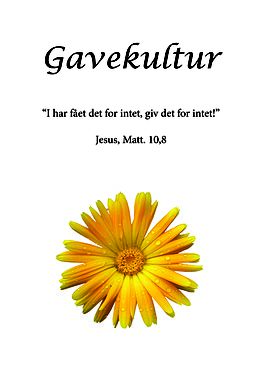 Gavekultur
“I har fået det for intet, giv det for intet!”
Jesus, Matt. 10,8